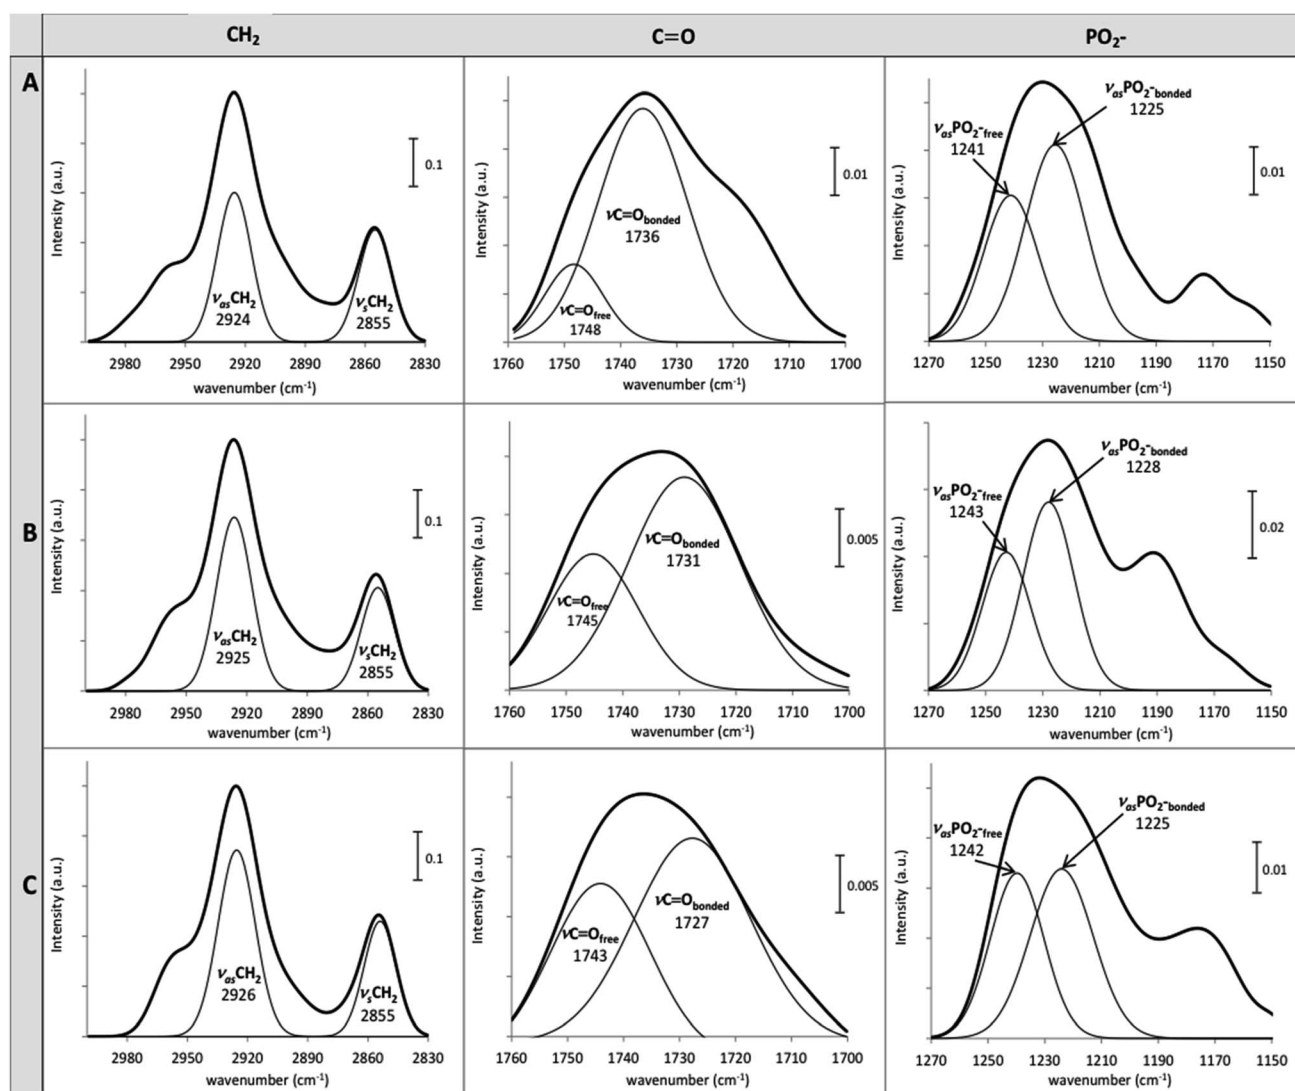 CH2
C=O
PO2-
A
Intensity (a.u.)
0.1
νasCH2
2924
νsCH2
2855
2980 2950 2920 2890 2860 2830
wavenumber (cm-1)
Intensity (a.u.)
0.01
νC=Obonded
1736
νC=Ofree
1748
1760 1750 1740 1730 1720 1710 1700
wavenumber (cm-1)
Intensity (a.u.)
0.01
νasPO2-bonded
1225
νasPO2-free
1241
1270 1250 1230 1210 1190 1170 1150
wavenumber (cm-1)
B
Intensity (a.u.)
0.1
νasCH2
2925
νsCH2
2855
2980 2950 2920 2890 2860 2830
wavenumber (cm-1)
Intensity (a.u.)
0.005
νC=Obonded
1731
νC=Ofree
1745
1760 1750 1740 1730 1720 1710 1700
wavenumber (cm-1)
Intensity (a.u.)
0.02
νasPO2-bonded
1228
νasPO2-free
1243
1270 1250 1230 1210 1190 1170 1150
wavenumber (cm-1)
C
Intensity (a.u.)
0.1
νasCH2
2926
νsCH2
2855
2980 2950 2920 2890 2860 2830
wavenumber (cm-1)
Intensity (a.u.)
0.005
νC=Obonded
1727
νC=Ofree
1743
1760 1750 1740 1730 1720 1710 1700
wavenumber (cm-1)
Intensity (a.u.)
0.01
νasPO2-bonded
1225
νasPO2-free
1242
1270 1250 1230 1210 1190 1170 1150
wavenumber (cm-1)